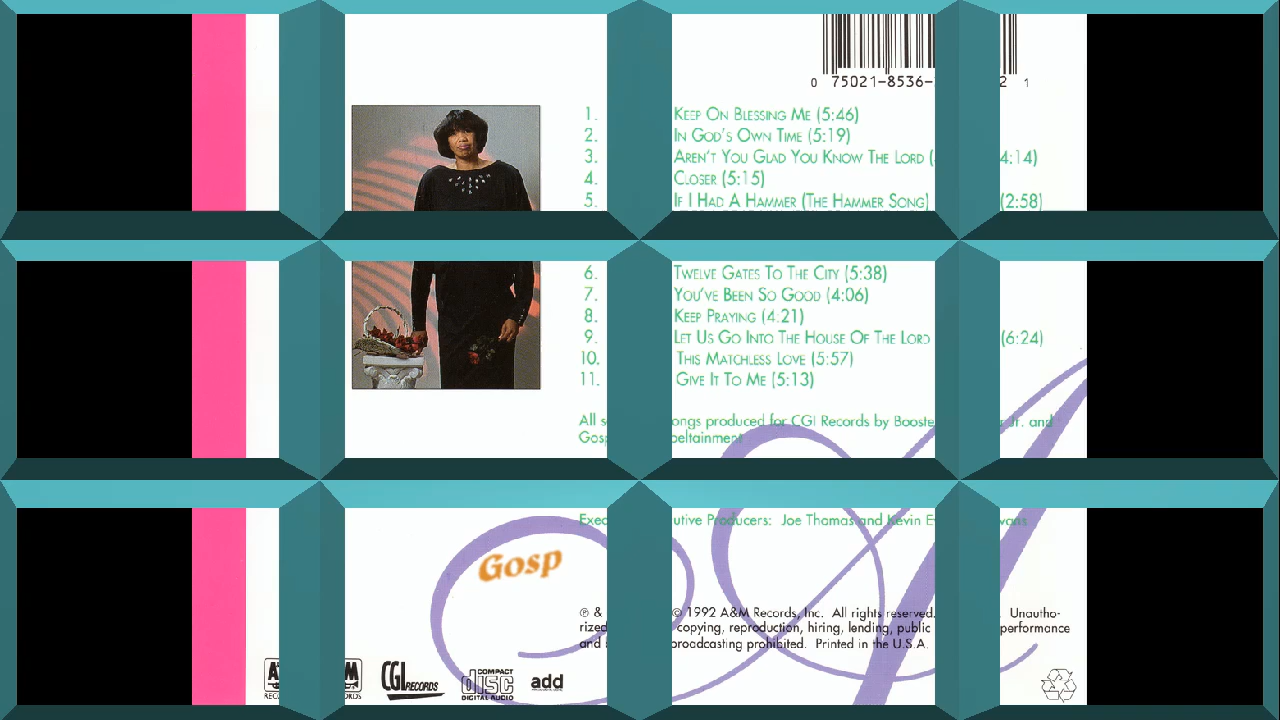 0 75021-8536- 2 1
1. KEEP ON BLESSING ME (5:46)
2. IN GOD'S OWN TIME (5:19)
3. AREN'T YOU GLAD YOU KNOW THE LORD (4:14)
4. CLOSER (5:15)
5. IF I HAD A HAMMER (THE HAMMER SONG) (2:58)
6. TWELVE GATES TO THE CITY (5:38)
7. YOU'VE BEEN SO GOOD (4:06)
8. KEEP PRAYING (4:21)
9. LET US GO INTO THE HOUSE OF THE LORD (6:24)
10. THIS MATCHLESS LOVE (5:57)
11. GIVE IT TO ME (5:13)
All s ongs produced for CGI Records by Booste Jr. and
Gosp peltainment
Exec utive Producers: Joe Thomas and Kevin E vans
Gosp
℗ & © 1992 A&M Records, Inc. All rights reserved. Unautho-
rized copying, reproduction, hiring, lending, public performance
and b roadcasting prohibited. Printed in the U.S.A.
CGI RECORDS
COMPACT
disc
DIGITAL AUDIO
add